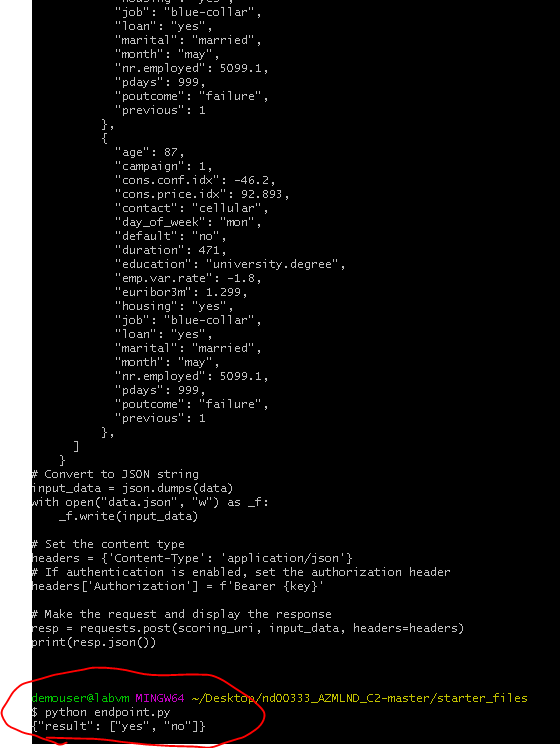 "housing": "yes",
"job": "blue-collar",
"loan": "yes",
"marital": "married",
"month": "may",
"nr.employed": 5099.1,
"pdays": 999,
"poutcome": "failure",
"previous": 1
},
{
"age": 87,
"campaign": 1,
"cons.conf.idx": -46.2,
"cons.price.idx": 92.893,
"contact": "cellular",
"day_of_week": "mon",
"default": "no",
"duration": 471,
"education": "university.degree",
"emp.var.rate": -1.8,
"euribor3m": 1.299,
"housing": "yes",
"job": "blue-collar",
"loan": "yes",
"marital": "married",
"month": "may",
"nr.employed": 5099.1,
"pdays": 999,
"poutcome": "failure",
"previous": 1
},
]
}
# Convert to JSON string
input_data = json.dumps(data)
with open("data.json", "w") as _f:
_f.write(input_data)
# Set the content type
headers = {'Content-Type': 'application/json'}
# If authentication is enabled, set the authorization header
headers['Authorization'] = f'Bearer {key}'
# Make the request and display the response
resp = requests.post(scoring_uri, input_data, headers=headers)
print(resp.json())
demouser@labvm MINGW64 ~/Desktop/nd00333_AZMLND_C2-master/starter_files
$ python endpoint.py
{"result": ["yes", "no"]}